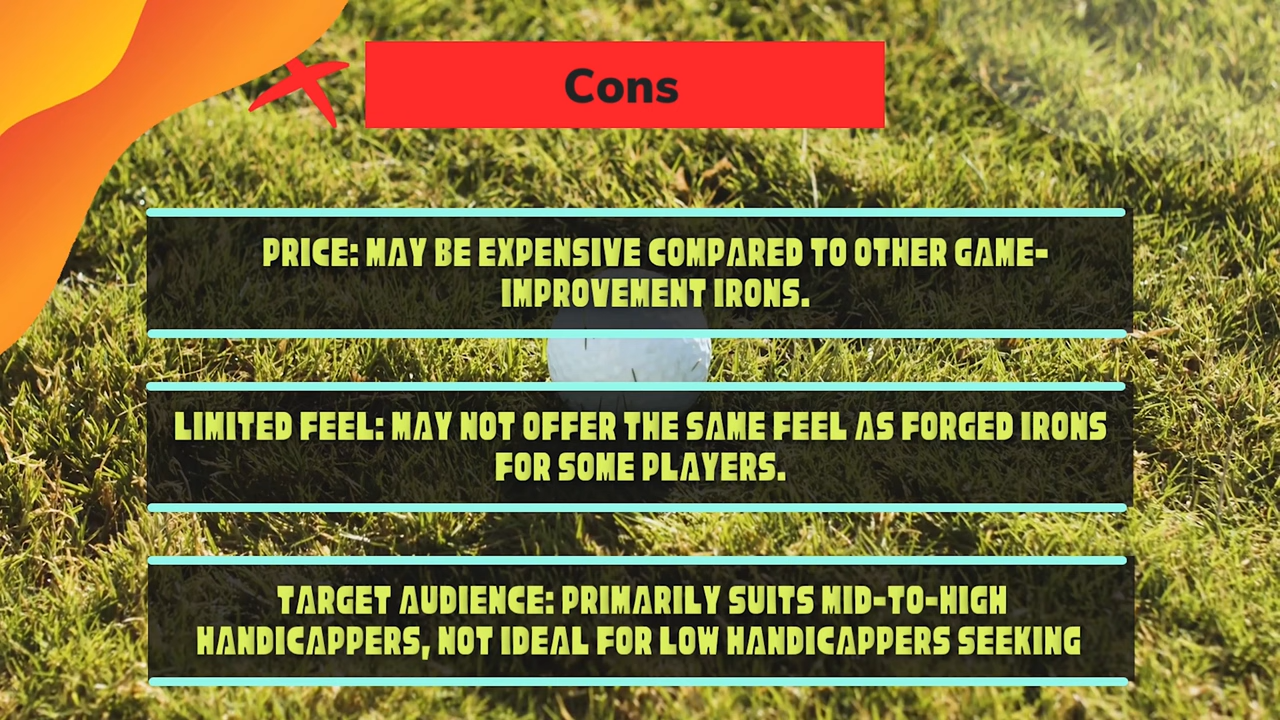 Cons
PRICE: MAY BE EXPENSIVE COMPARED TO OTHER GAME-
IMPROVEMENT IRONS.
LIMITED FEEL: MAY NOT OFFER THE SAME FEEL AS FORGED IRONS
FOR SOME PLAYERS.
TARGET AUDIENCE: PRIMARILY SUITS MID-TO-HIGH
HANDICAPPERS, NOT IDEAL FOR LOW HANDICAPPERS SEEKING